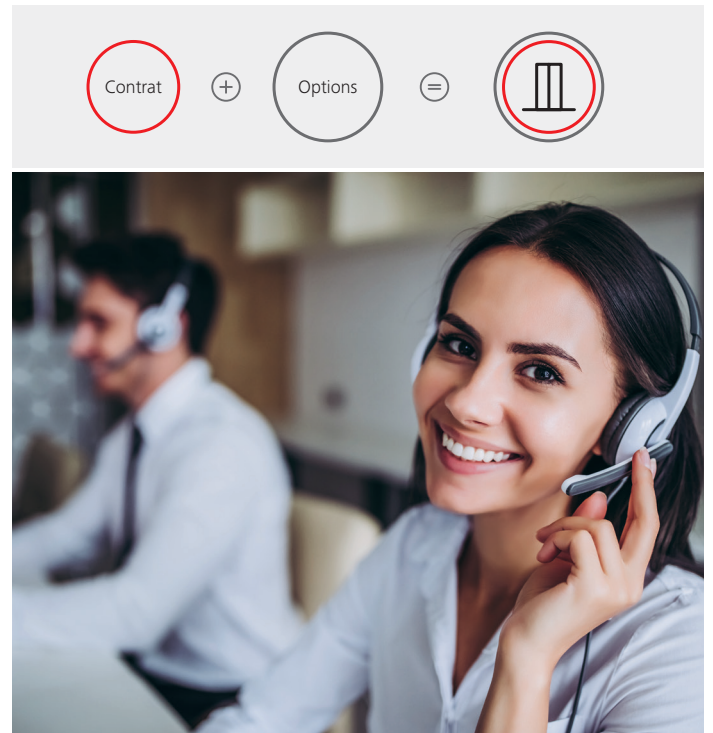 Contrat + Options =